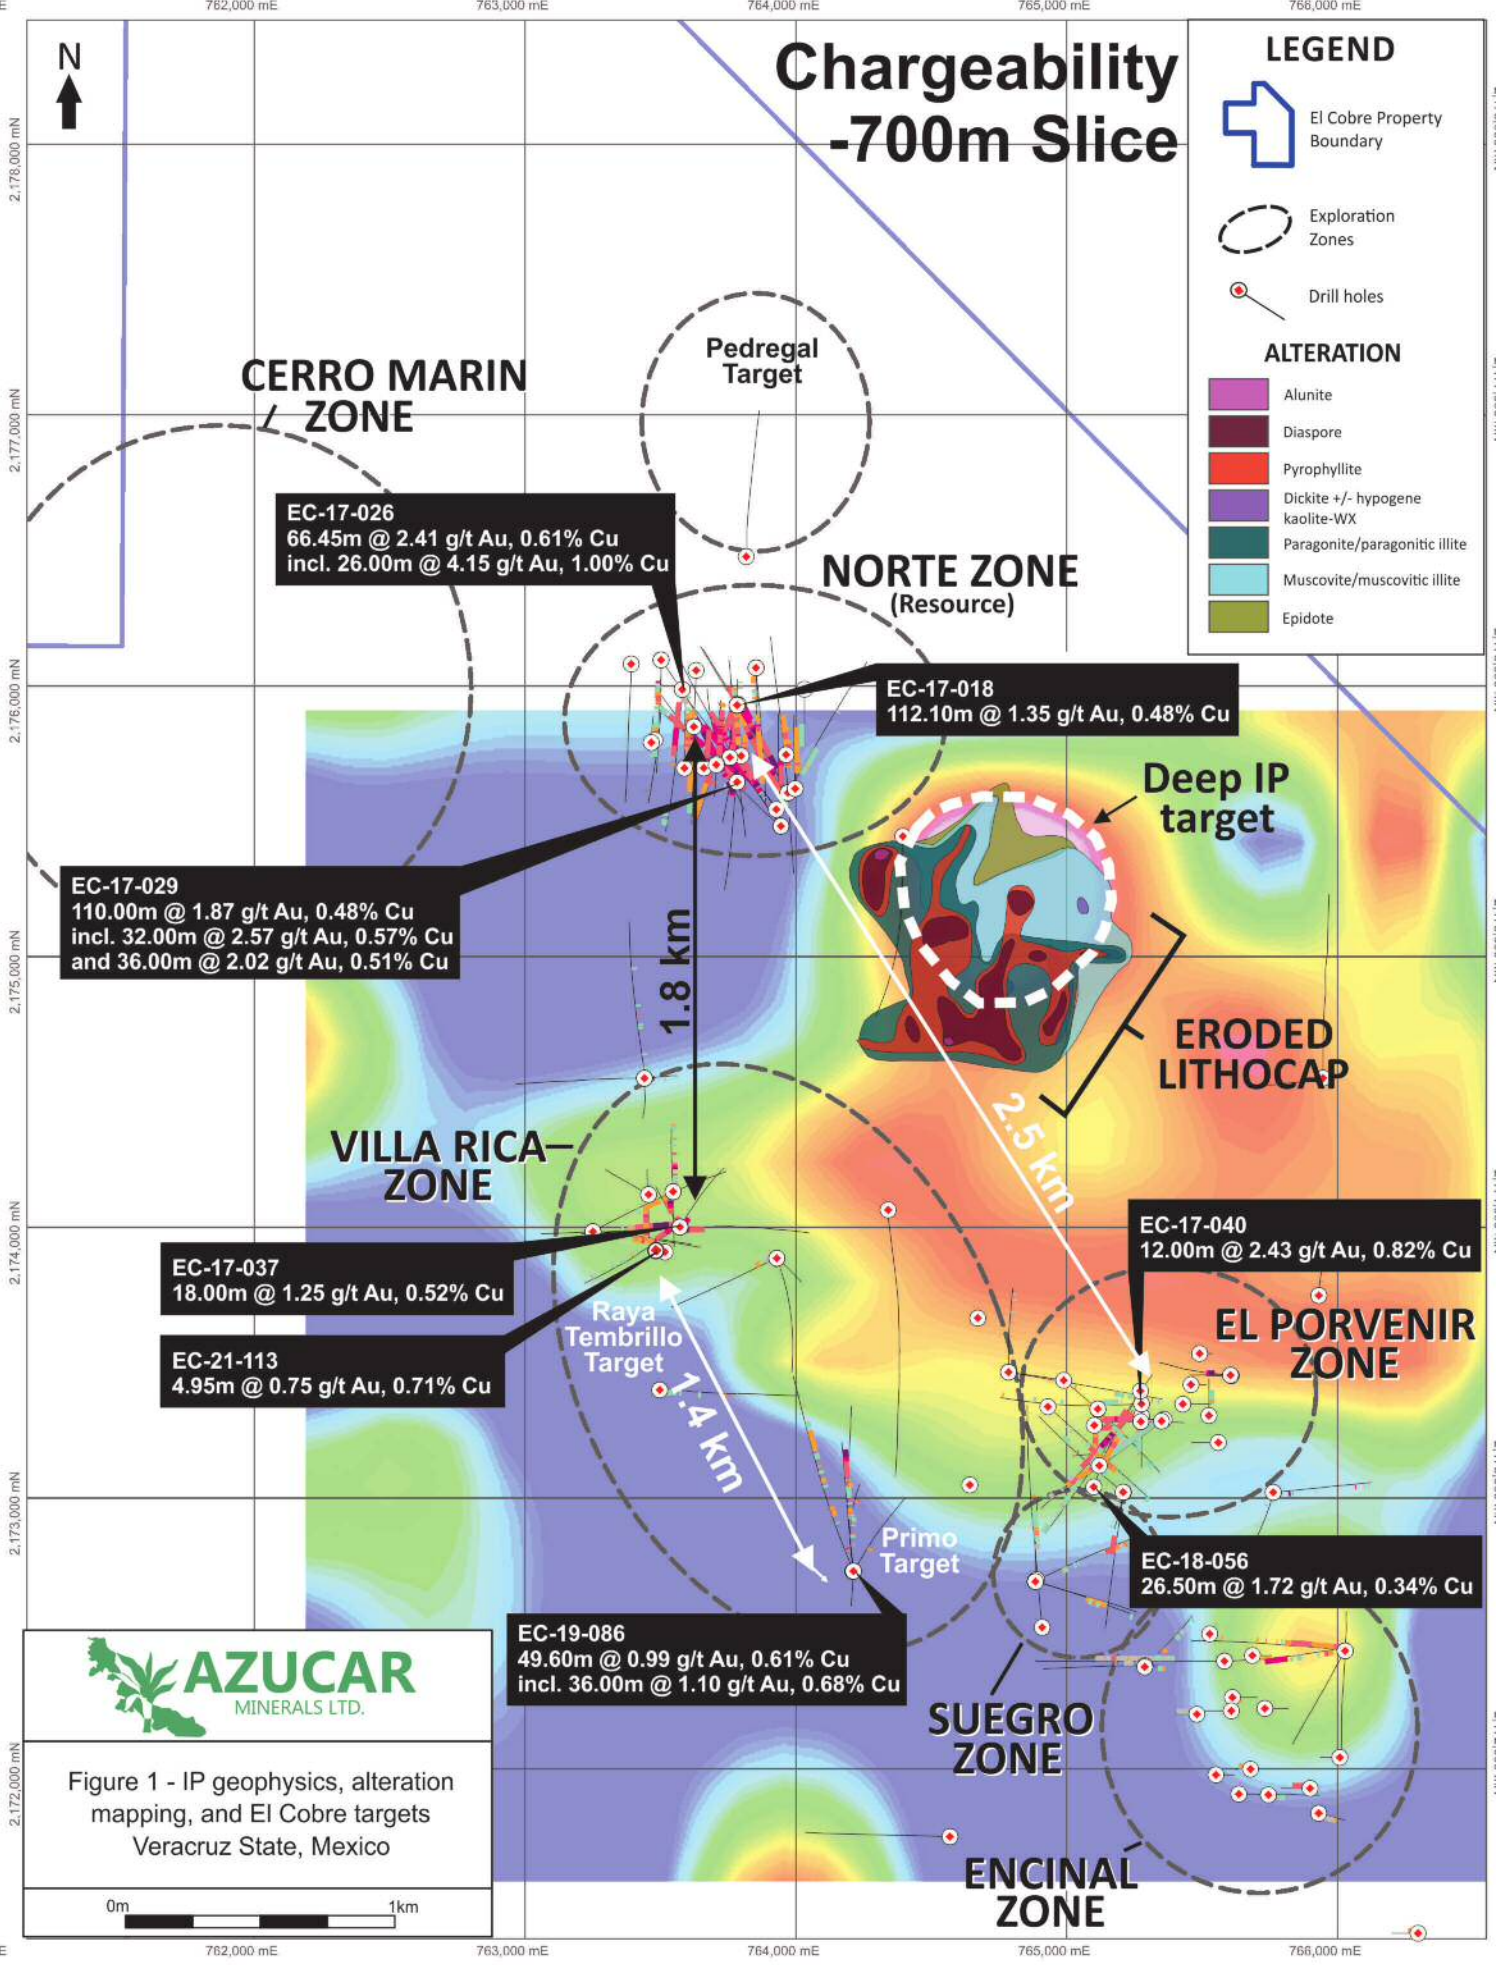 762,000 mE
763,000 mE
764,000 mE
765,000 mE
766,000 mE
N
Chargeability
-700m Slice
LEGEND
El Cobre Property
Boundary
Exploration
Zones
Drill holes
ALTERATION
Alunite
Diaspore
Pyrophyllite
Dickite +/- hypogene
kaolite-WX
Paragonite/paragonitic illite
Muscovite/muscovitic illite
Epidote
2,178,000 mN
2,177,000 mN
2,176,000 mN
2,175,000 mN
2,174,000 mN
2,173,000 mN
2,172,000 mN
Pedregal
Target
CERRO MARIN
ZONE
EC-17-026
66.45m @ 2.41 g/t Au, 0.61% Cu
incl. 26.00m @ 4.15 g/t Au, 1.00% Cu
NORTE ZONE
(Resource)
EC-17-018
112.10m @ 1.35 g/t Au, 0.48% Cu
Deep IP
target
EC-17-029
110.00m @ 1.87 g/t Au, 0.48% Cu
incl. 32.00m @ 2.57 g/t Au, 0.57% Cu
and 36.00m @ 2.02 g/t Au, 0.51% Cu
1.8 km
ERODED
LITHOCAP
2.5 km
VILLA RICA
ZONE
EC-17-040
12.00m @ 2.43 g/t Au, 0.82% Cu
EC-17-037
18.00m @ 1.25 g/t Au, 0.52% Cu
Raya
Tembrillo
Target
EL PORVENIR
ZONE
EC-21-113
4.95m @ 0.75 g/t Au, 0.71% Cu
1.4 km
Primo
Target
EC-18-056
26.50m @ 1.72 g/t Au, 0.34% Cu
EC-19-086
49.60m @ 0.99 g/t Au, 0.61% Cu
incl. 36.00m @ 1.10 g/t Au, 0.68% Cu
SUEGRO
ZONE
AZUCAR
MINERALS LTD.
Figure 1 - IP geophysics, alteration
mapping, and El Cobre targets
Veracruz State, Mexico
ENCINAL
ZONE
0m
1km
762,000 mE
763,000 mE
764,000 mE
765,000 mE
766,000 mE